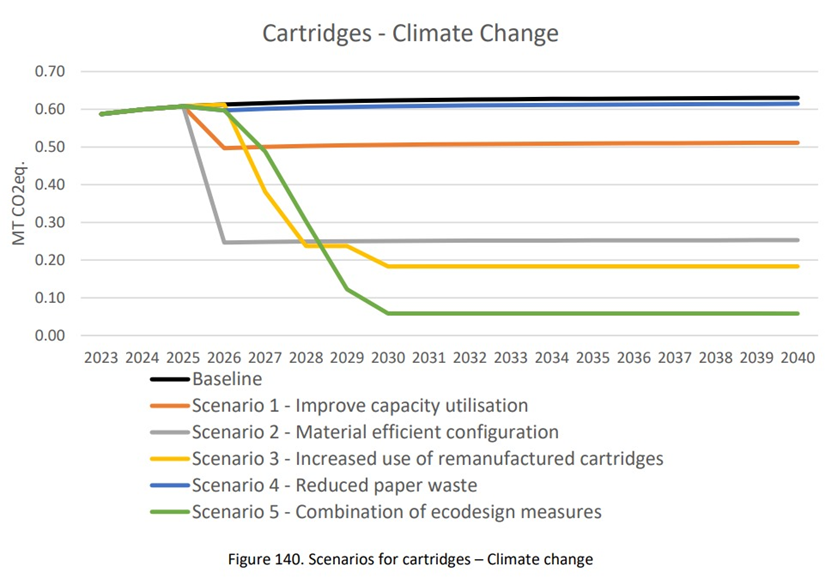 Cartridges - Climate Change
MT CO2eq.
0.70
0.60
0.50
0.40
0.30
0.20
0.10
0.00
2023 2024 2025 2026 2027 2028 2029 2030 2031 2032 2033 2034 2035 2036 2037 2038 2039 2040
Baseline
Scenario 1 - Improve capacity utilisation
Scenario 2 - Material efficient configuration
Scenario 3 - Increased use of remanufactured cartridges
Scenario 4 - Reduced paper waste
Scenario 5 - Combination of ecodesign measures
Figure 140. Scenarios for cartridges – Climate change